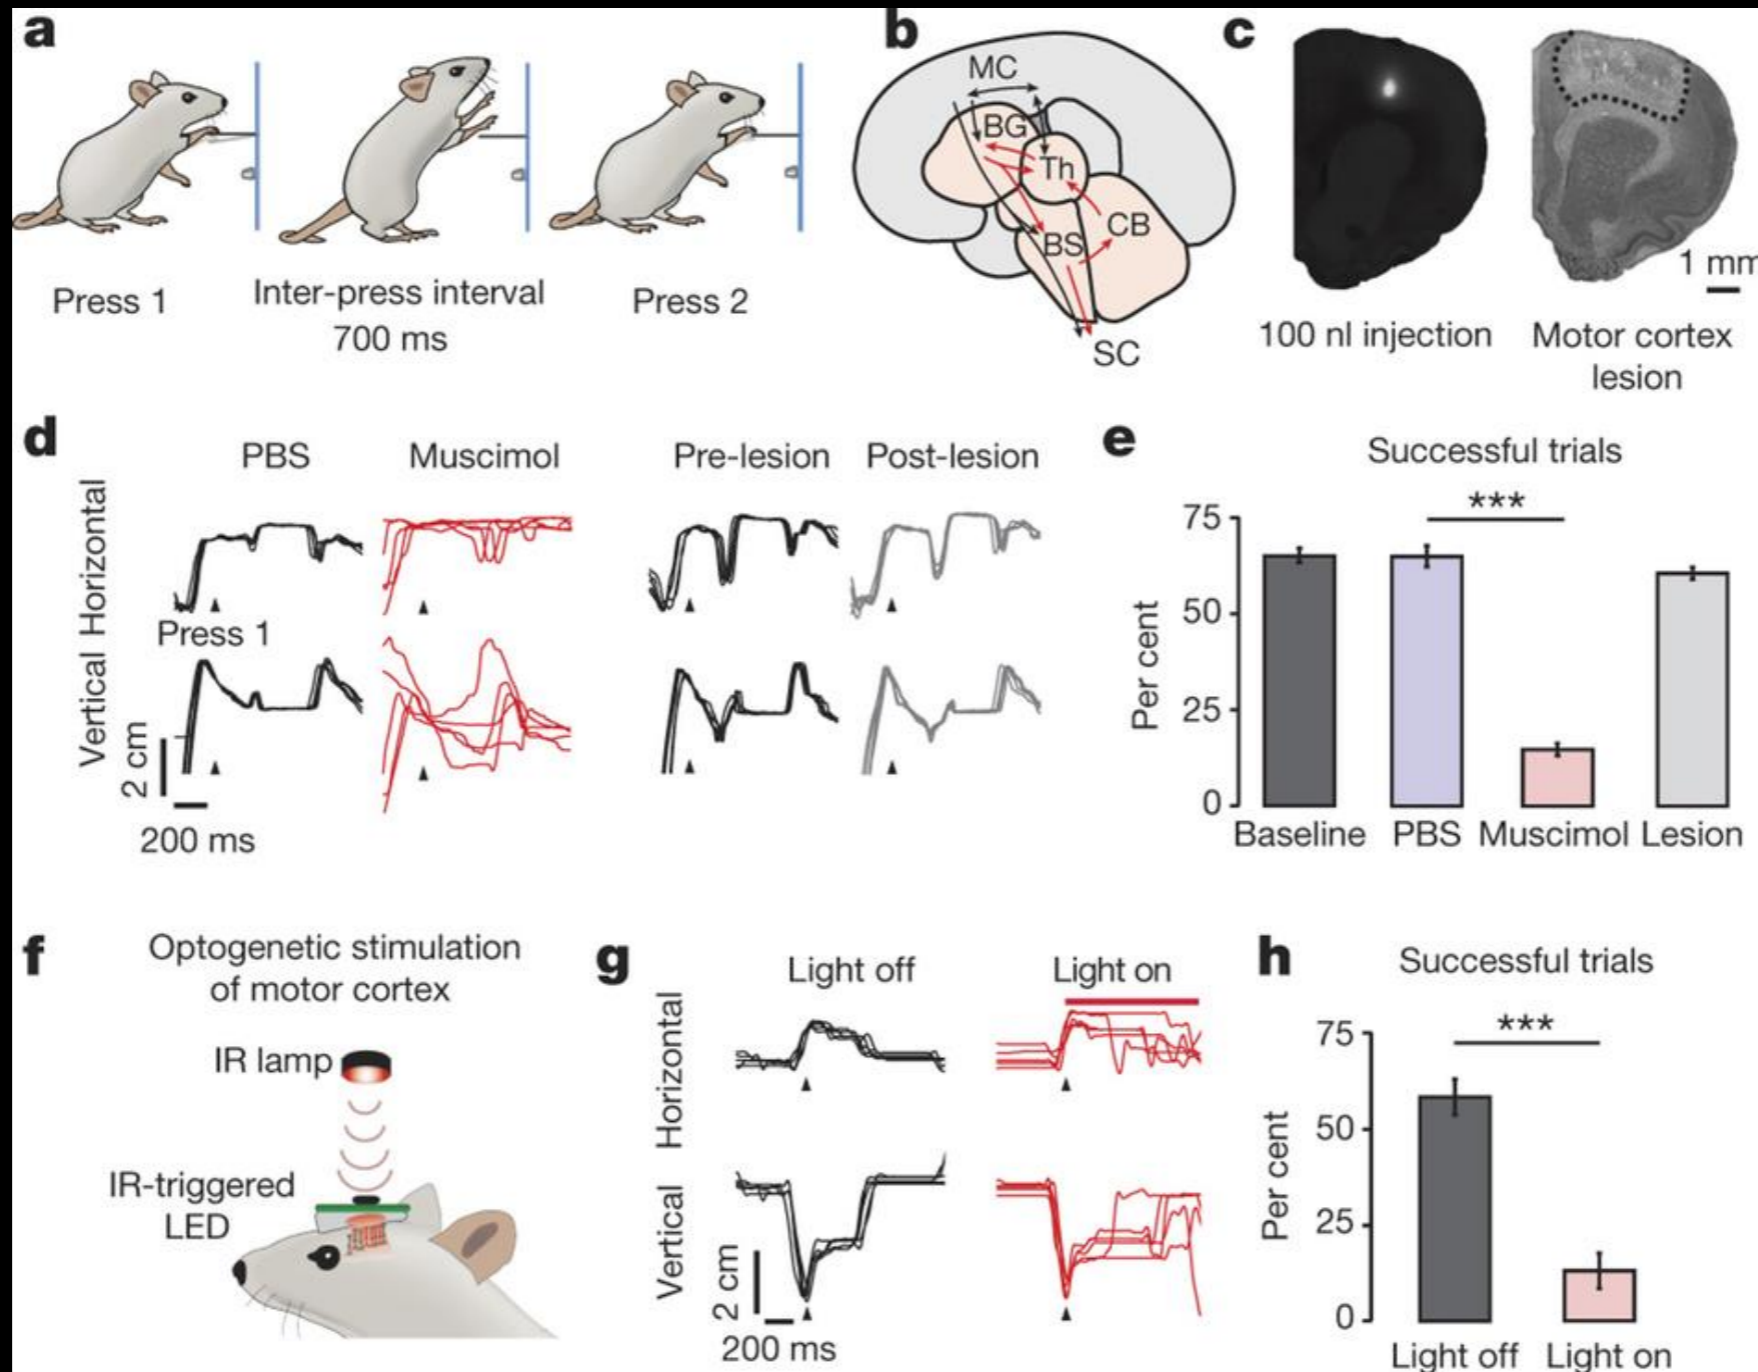 a
Press 1
Inter-press interval
700 ms
Press 2
b
MC
BG
Th
CB
BS
SC
c
1 mm
100 nl injection
Motor cortex
lesion
d
PBS
Muscimol
Pre-lesion
Post-lesion
Horizontal
Press 1
Vertical
2 cm
200 ms
e
Successful trials
***
75
50
25
0
Per cent
Baseline
PBS
Muscimol
Lesion
f
Optogenetic stimulation
of motor cortex
IR lamp
IR-triggered
LED
g
Light off
Light on
Horizontal
Vertical
2 cm
200 ms
h
Successful trials
***
75
50
25
0
Per cent
Light off
Light on